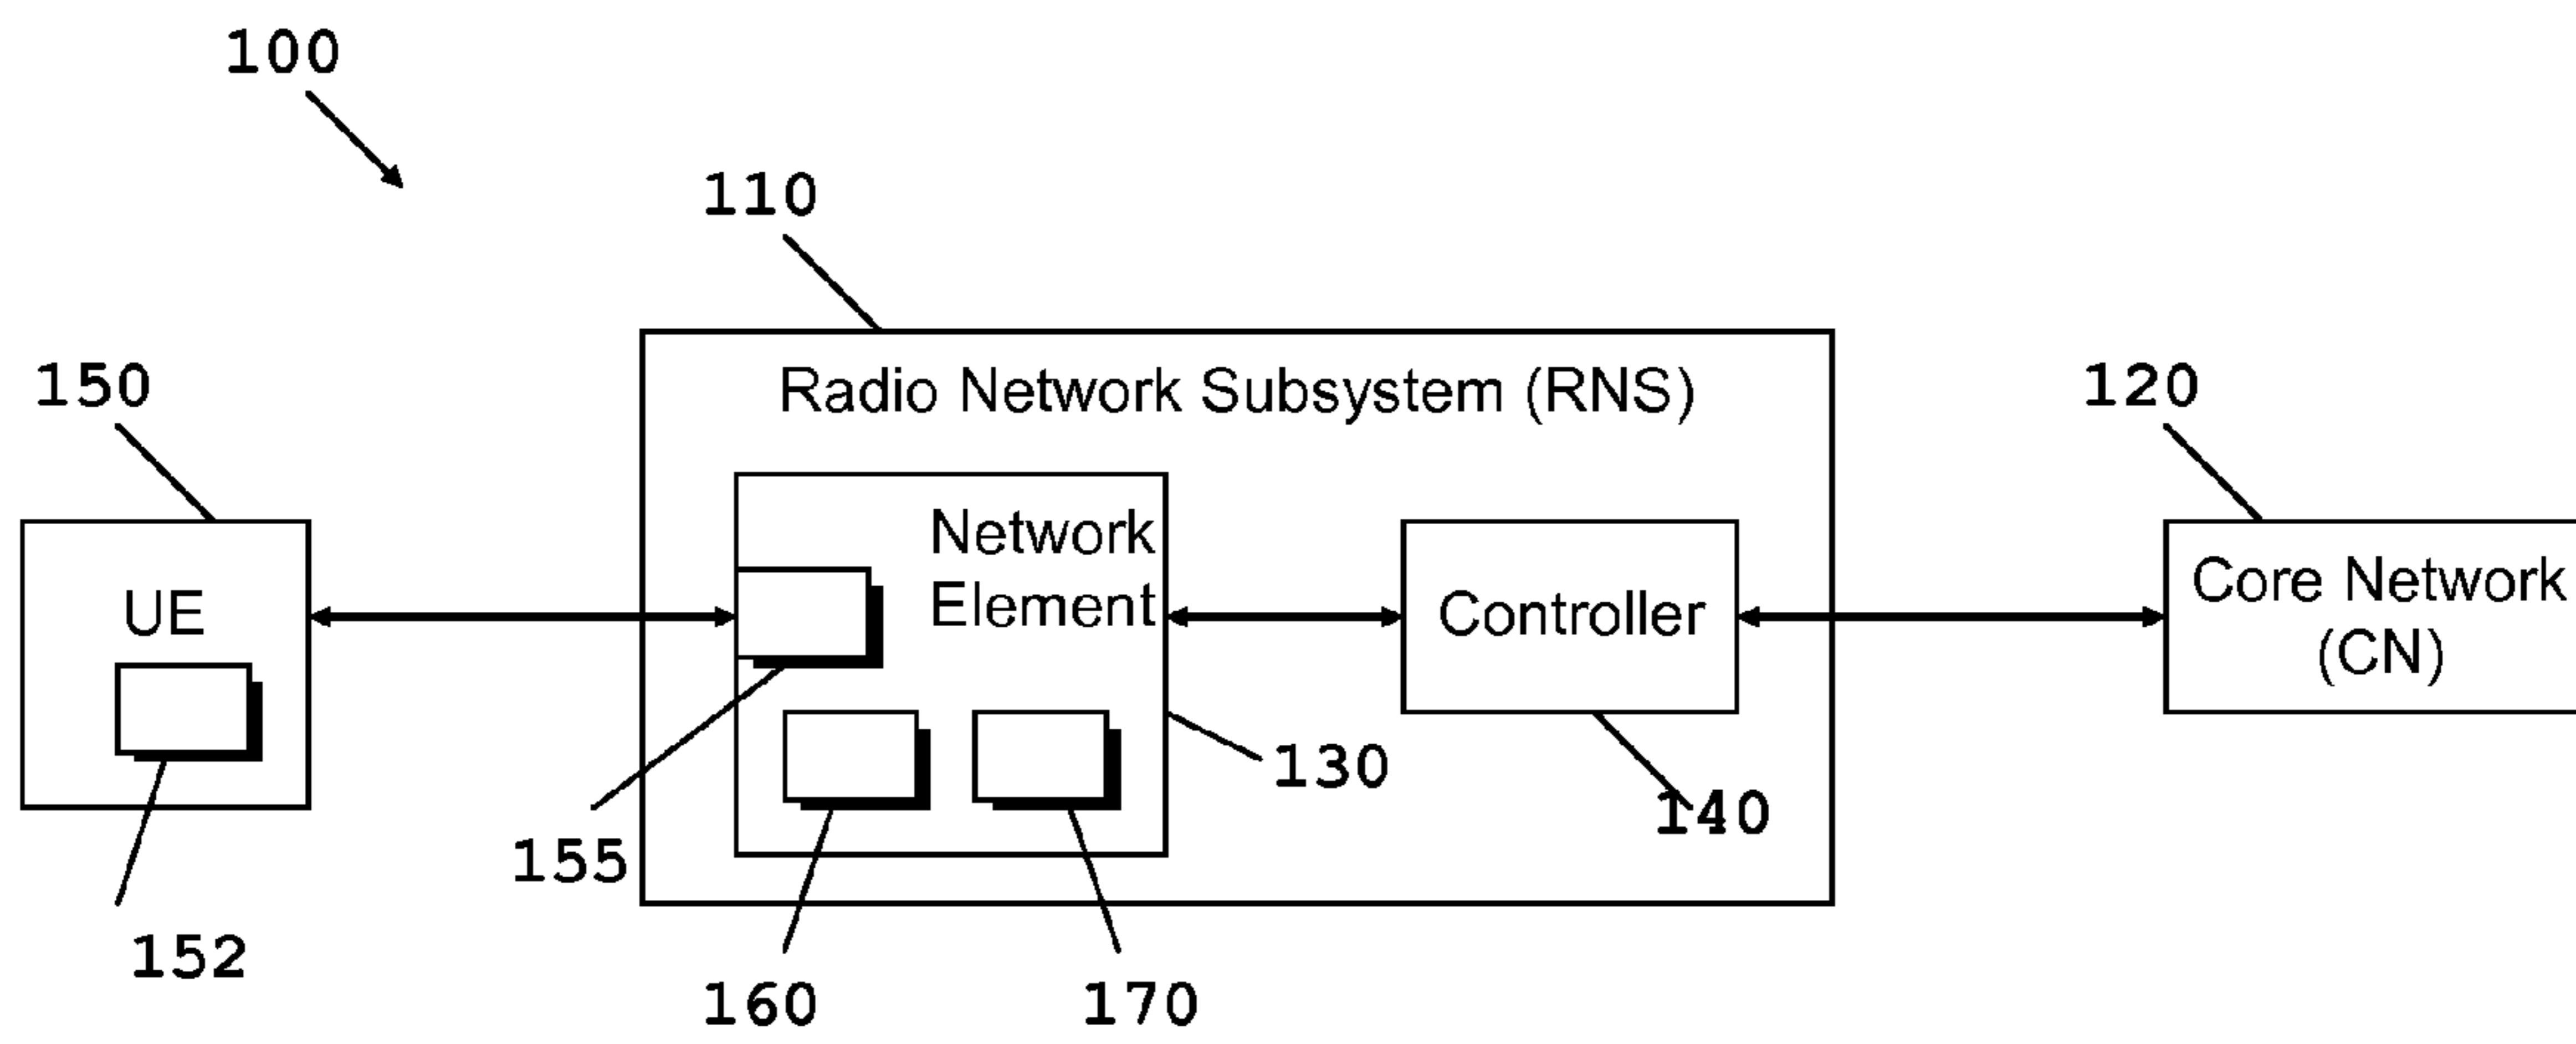 100
110
150
120
Radio Network Subsystem (RNS)
Network
Element
UE
Controller
Core Network
(CN)
130
140
155
152
160
170